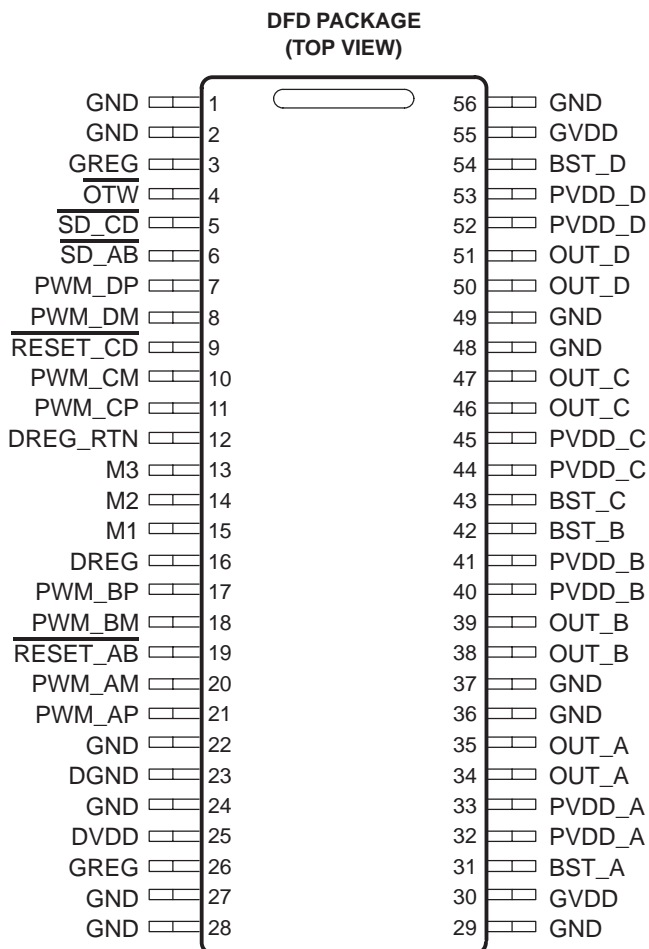 DFD PACKAGE
(TOP VIEW)
GND 1 56 GND
GND 2 55 GVDD
GREG 3 54 BST_D
OTW 4 53 PVDD_D
SD_CD 5 52 PVDD_D
SD_AB 6 51 OUT_D
PWM_DP 7 50 OUT_D
PWM_DM 8 49 GND
RESET_CD 9 48 GND
PWM_CM 10 47 OUT_C
PWM_CP 11 46 OUT_C
DREG_RTN 12 45 PVDD_C
M3 13 44 PVDD_C
M2 14 43 BST_C
M1 15 42 BST_B
DREG 16 41 PVDD_B
PWM_BP 17 40 PVDD_B
PWM_BM 18 39 OUT_B
RESET_AB 19 38 OUT_B
PWM_AM 20 37 GND
PWM_AP 21 36 GND
GND 22 35 OUT_A
DGND 23 34 OUT_A
GND 24 33 PVDD_A
DVDD 25 32 PVDD_A
GREG 26 31 BST_A
GND 27 30 GVDD
GND 28 29 GND